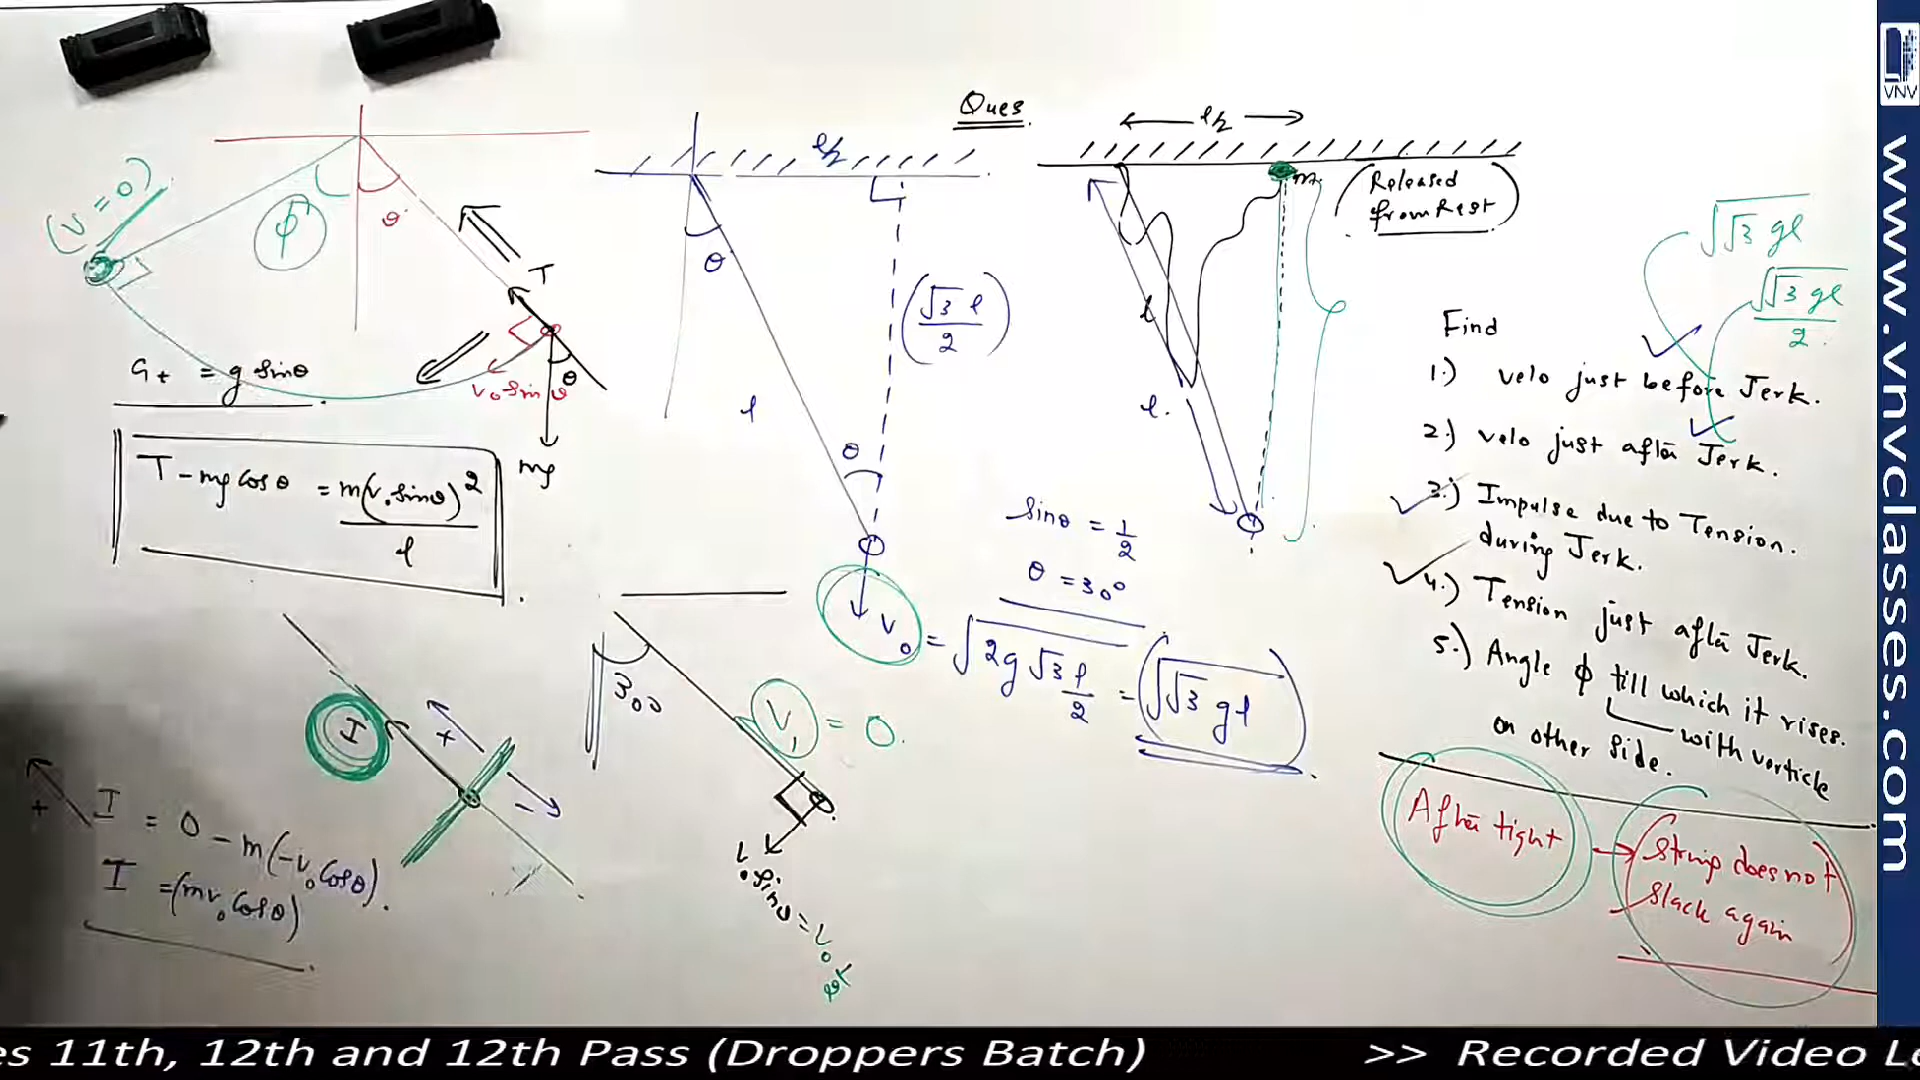 Ques
l/2
m
(Released
from Rest)
l
l.
l/2
θ
(√3 l / 2)
l
θ
sinθ = 1/2
θ = 30°
v₀ = √(2g√3 l/2) = (√(√3 gl))
(v = 0)
φ
θ
T
θ
v₀ sinθ
mg
a_t = g sinθ
T - mg cosθ = m(v₀ sinθ)² / l
I
+
-
+
I = 0 - m(-v₀ cosθ).
I = (mv₀ cosθ)
30°
V₁ = 0.
√(√3 gl)
√(√3 gl) / 2
Find
1.) velo just before Jerk.
2.) velo just after Jerk.
3.) Impulse due to Tension.
during Jerk.
4.) Tension just after Jerk.
5.) Angle φ till which it rises.
on other side.
with verticle
After tight → string does not
slack again
VNV
www.vnvclasses.com
es 11th, 12th and 12th Pass (Droppers Batch)
>> Recorded Video Le